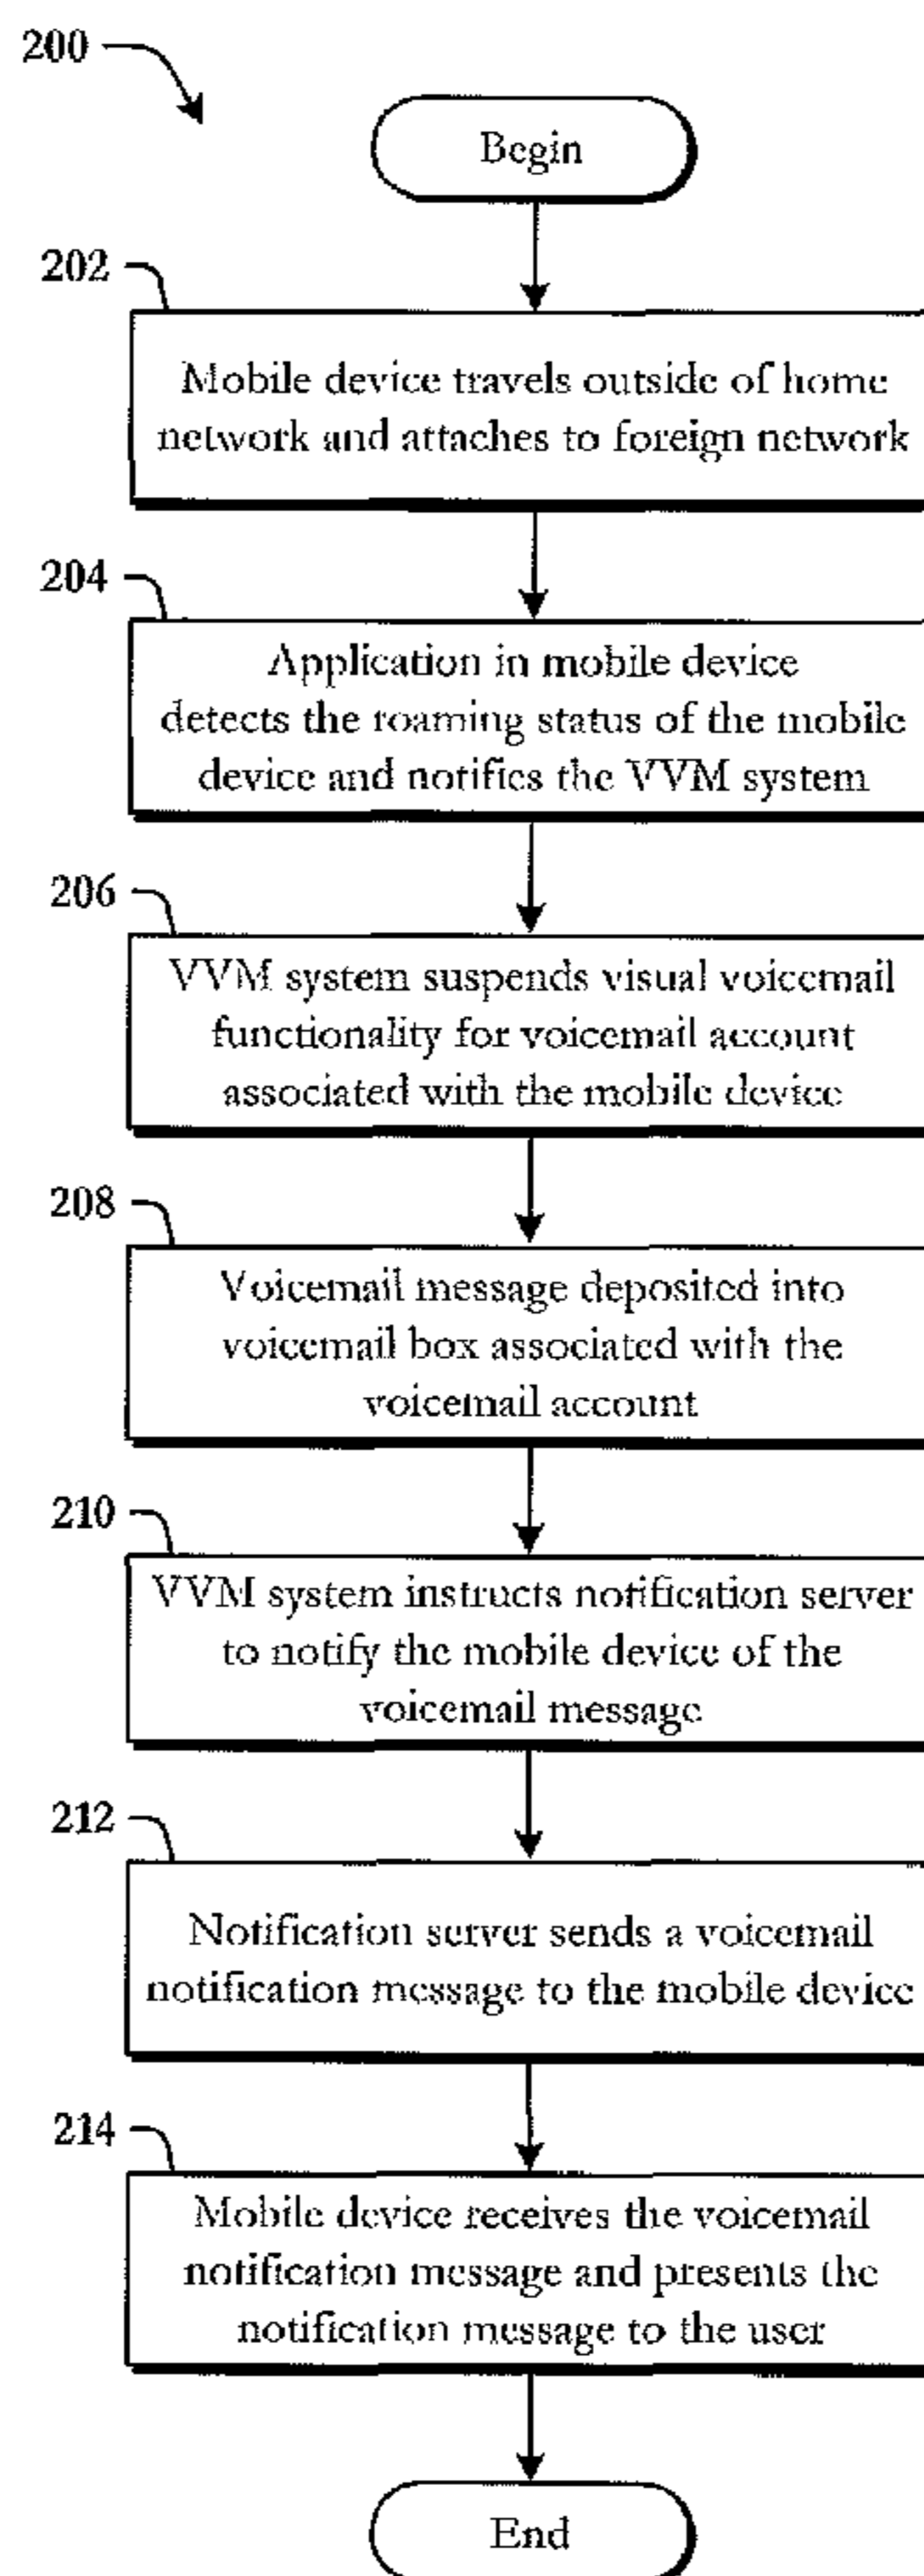 200
Begin
202
Mobile device travels outside of home
network and attaches to foreign network
204
Application in mobile device
detects the roaming status of the mobile
device and notifies the VVM system
206
VVM system suspends visual voicemail
functionality for voicemail account
associated with the mobile device
208
Voicemail message deposited into
voicemail box associated with the
voicemail account
210
VVM system instructs notification server
to notify the mobile device of the
voicemail message
212
Notification server sends a voicemail
notification message to the mobile device
214
Mobile device receives the voicemail
notification message and presents the
notification message to the user
End